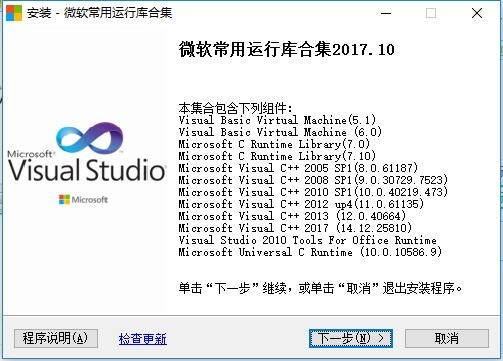 安装 - 微软常用运行库合集
微软常用运行库合集2017.10
本集合包含下列组件:
Visual Basic Virtual Machine(5.1)
Visual Basic Virtual Machine (6.0)
Microsoft C Runtime Library(7.0)
Microsoft C Runtime Library(7.10)
Microsoft Visual C++ 2005 SP1(8.0.61187)
Microsoft Visual C++ 2008 SP1(9.0.30729.7523)
Microsoft Visual C++ 2010 SP1(10.0.40219.473)
Microsoft Visual C++ 2012 up4(11.0.61135)
Microsoft Visual C++ 2013 (12.0.40664)
Microsoft Visual C++ 2017 (14.12.25810)
Visual Studio 2010 Tools For Office Runtime
Microsoft Universal C Runtime (10.0.10586.9)
Microsoft
Visual Studio
Microsoft
单击“下一步”继续，或单击“取消”退出安装程序。
程序说明(A)
检查更新
下一步(N) >
取消